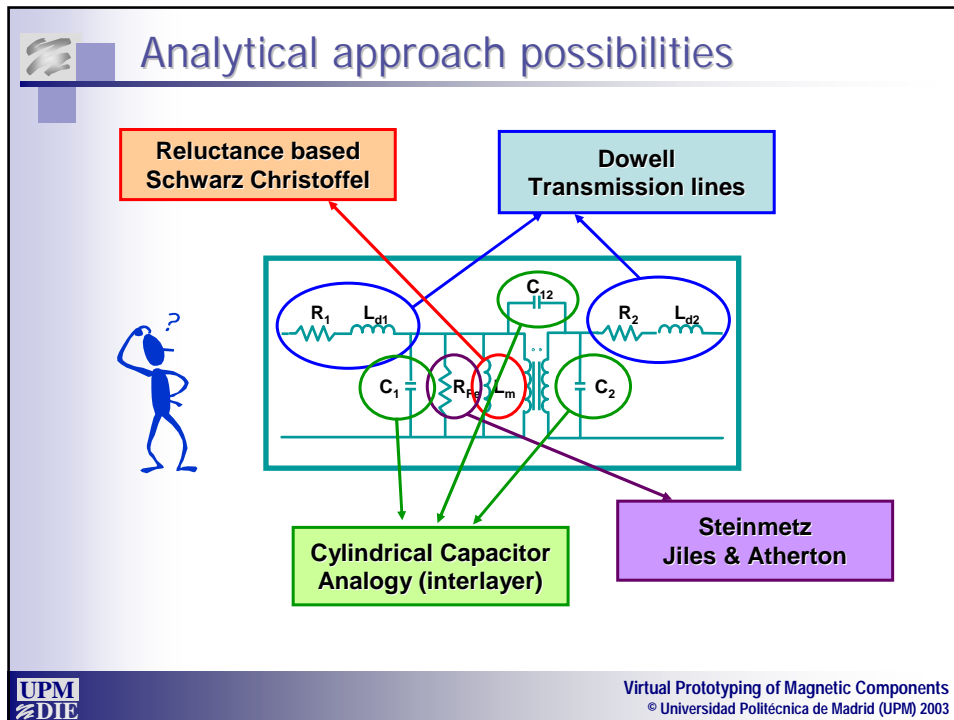 Analytical approach possibilities
Reluctance based
Schwarz Christoffel
Dowell
Transmission lines
?
R1 Ld1 C12 R2 Ld2
C1 RFe Lm C2
Cylindrical Capacitor
Analogy (interlayer)
Steinmetz
Jiles & Atherton
UPM
DIE
Virtual Prototyping of Magnetic Components
© Universidad Politécnica de Madrid (UPM) 2003